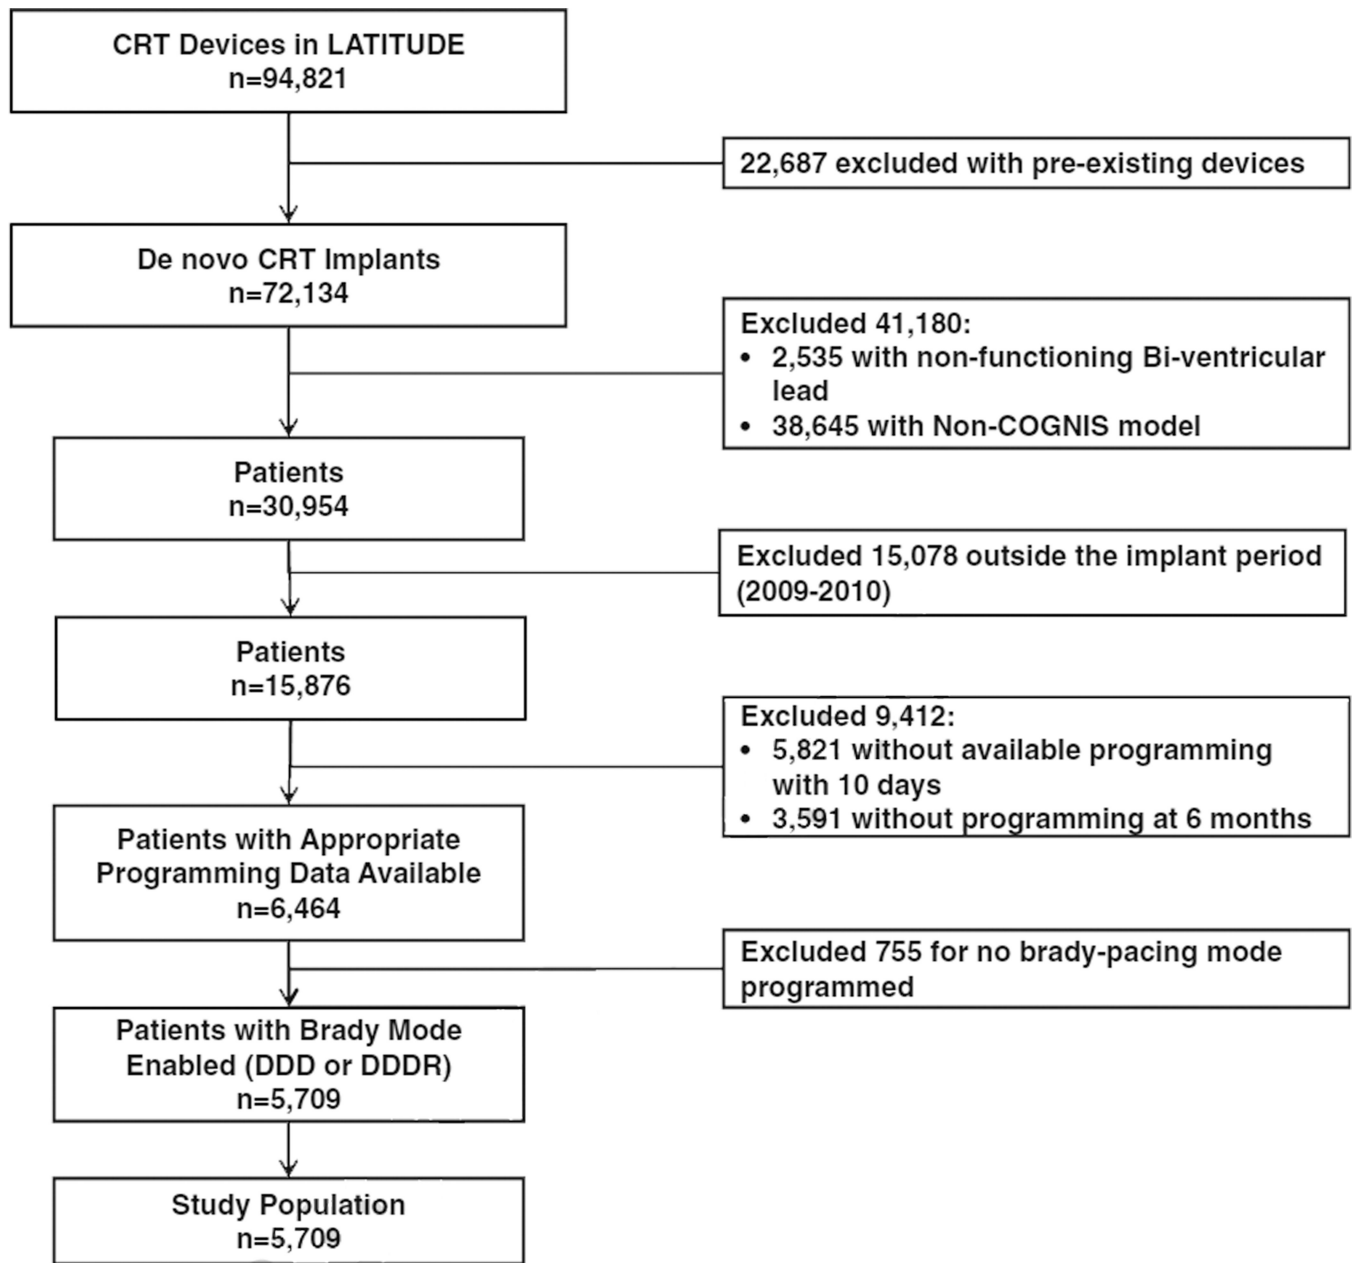 CRT Devices in LATITUDE
n=94,821
22,687 excluded with pre-existing devices
De novo CRT Implants
n=72,134
Excluded 41,180:
• 2,535 with non-functioning Bi-ventricular
lead
• 38,645 with Non-COGNIS model
Patients
n=30,954
Excluded 15,078 outside the implant period
(2009-2010)
Patients
n=15,876
Excluded 9,412:
• 5,821 without available programming
with 10 days
• 3,591 without programming at 6 months
Patients with Appropriate
Programming Data Available
n=6,464
Excluded 755 for no brady-pacing mode
programmed
Patients with Brady Mode
Enabled (DDD or DDDR)
n=5,709
Study Population
n=5,709